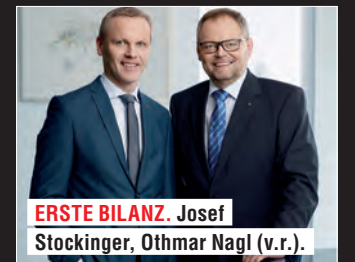 ERSTE BILANZ. Josef
Stockinger, Othmar Nagl (v.r.).